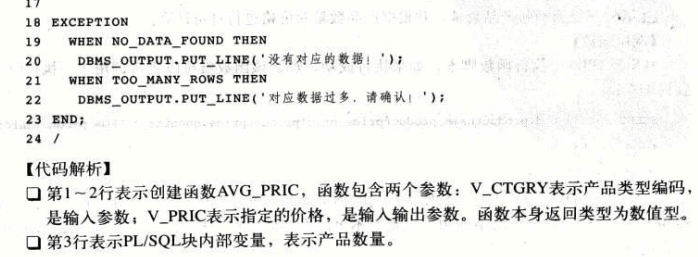 17
18 EXCEPTION
19 WHEN NO_DATA_FOUND THEN
20 DBMS_OUTPUT.PUT_LINE('没有对应的数据！');
21 WHEN TOO_MANY_ROWS THEN
22 DBMS_OUTPUT.PUT_LINE('对应数据过多，请确认！');
23 END;
24 /
【代码解析】
❑ 第1～2行表示创建函数AVG_PRIC，函数包含两个参数：V_CTGRY表示产品类型编码，
是输入参数；V_PRIC表示指定的价格，是输入输出参数。函数本身返回类型为数值型。
❑ 第3行表示PL/SQL块内部变量，表示产品数量。